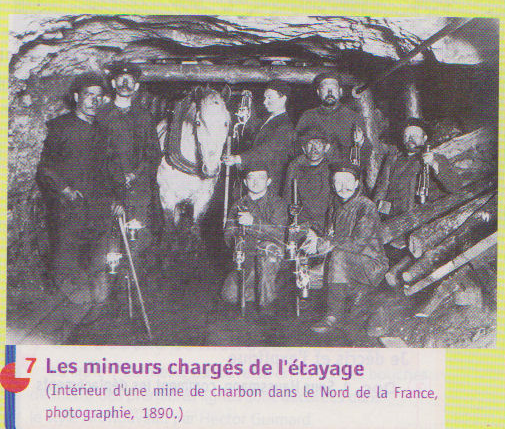 7 Les mineurs chargés de l'étayage
(Intérieur d'une mine de charbon dans le Nord de la France,
photographie, 1890.)